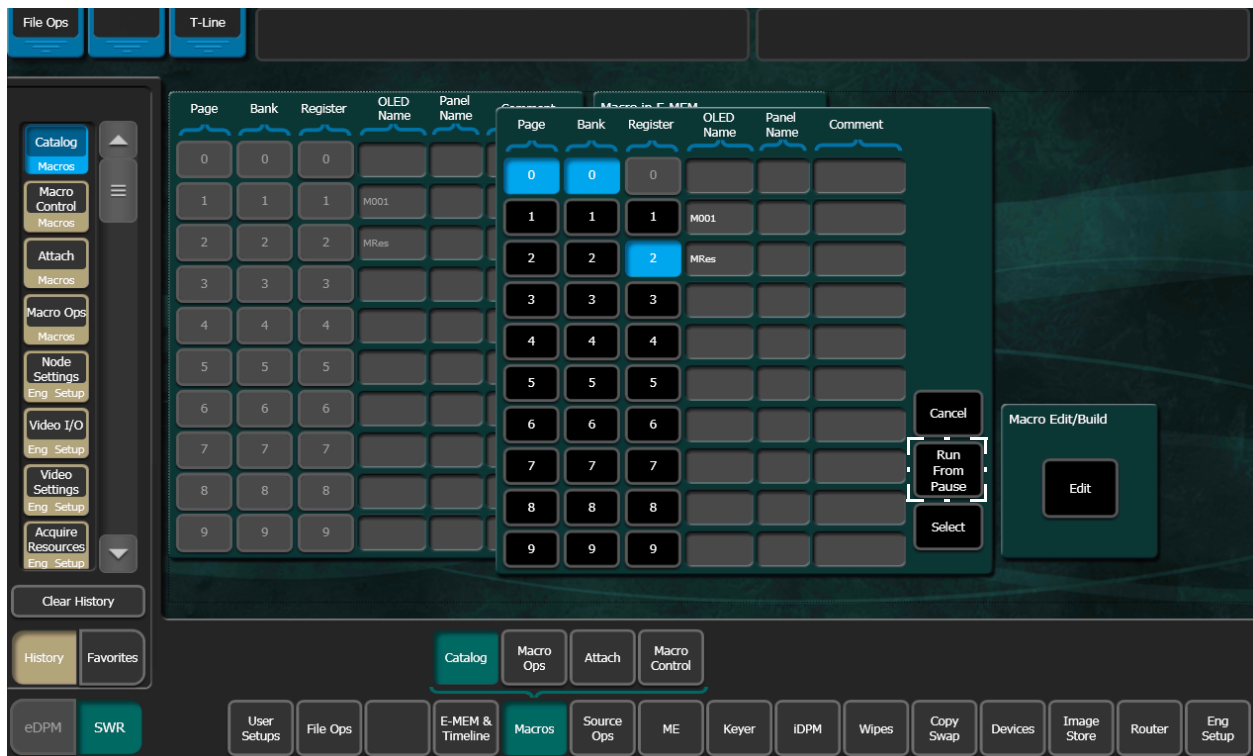 File Ops
T-Line
Catalog
Macros
Macro
Control
Macros
Attach
Macros
Macro Ops
Macros
Node
Settings
Eng Setup
Video I/O
Eng Setup
Video
Settings
Eng Setup
Acquire
Resources
Eng Setup
Clear History
History Favorites
eDPM SWR
Page Bank Register OLED Name Panel Name Comment
0 0 0
1 1 1 M001
2 2 2 MRes
3 3 3
4 4 4
5 5 5
6 6 6
7 7 7
8 8 8
9 9 9
Macro in E-MEM
Page Bank Register OLED Name Panel Name Comment
0 0 0
1 1 1 M001
2 2 2 MRes
3 3 3
4 4 4
5 5 5
6 6 6
7 7 7
8 8 8
9 9 9
Cancel
Run
From
Pause
Select
Macro Edit/Build
Edit
Catalog
Macro
Ops
Attach
Macro
Control
User
Setups
File Ops
E-MEM &
Timeline
Macros
Source
Ops
ME
Keyer
iDPM
Wipes
Copy
Swap
Devices
Image
Store
Router
Eng
Setup